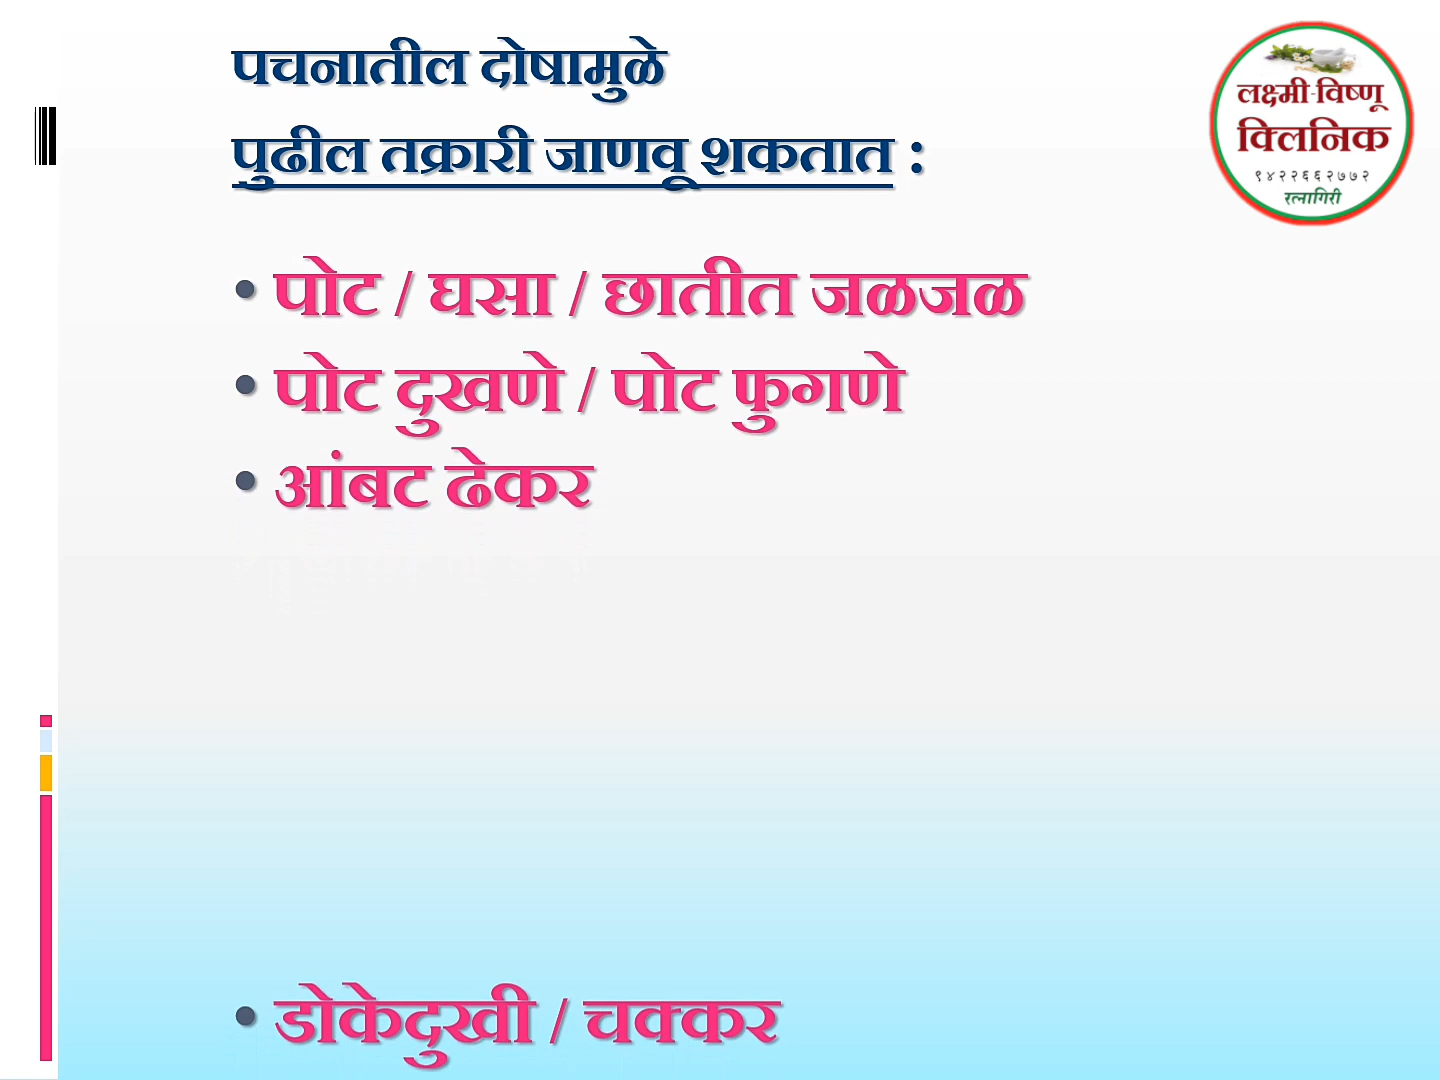 पचनातील दोषामुळे
पुढील तक्रारी जाणवू शकतात :
लक्ष्मी-विष्णू
क्लिनिक
९४२२६६२७७२
रत्नागिरी
• पोट / घसा / छातीत जळजळ
• पोट दुखणे / पोट फुगणे
• आंबट ढेकर
• डोकेदुखी / चक्कर